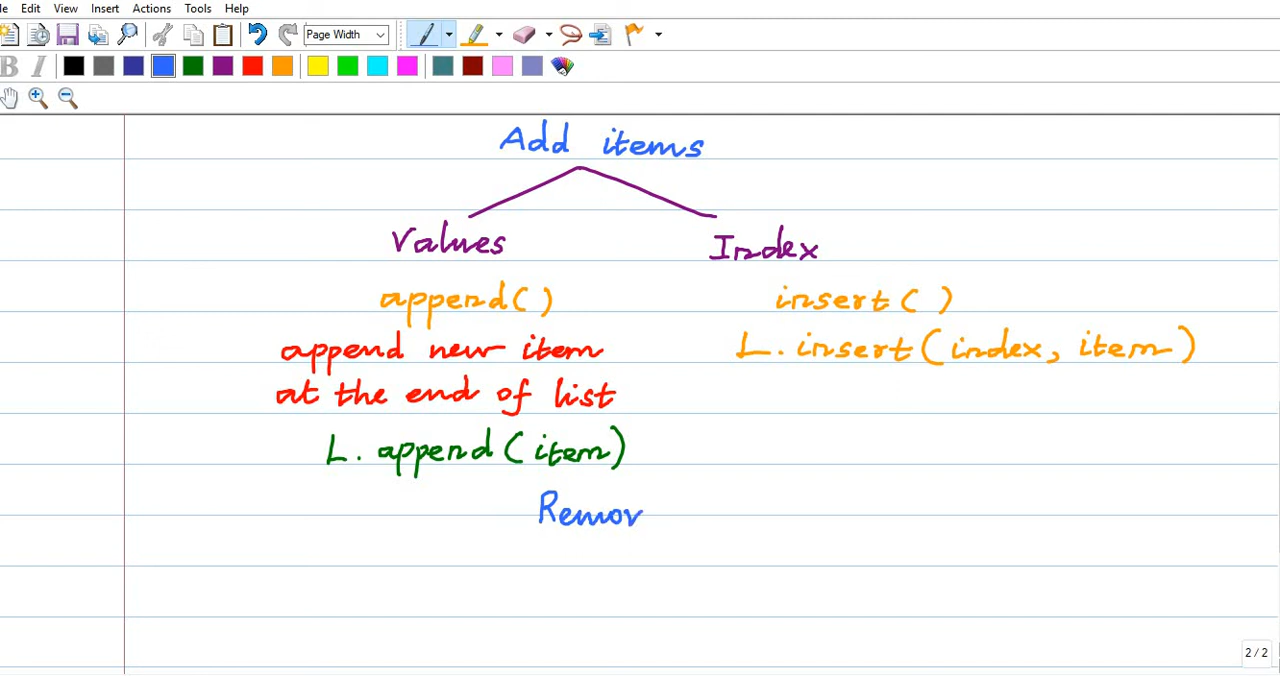 Edit View Insert Actions Tools Help
Page Width
B I
Add items
Values Index
append() insert()
append new item L.insert(index, item)
at the end of list
L.append(item)
Remov
2/2